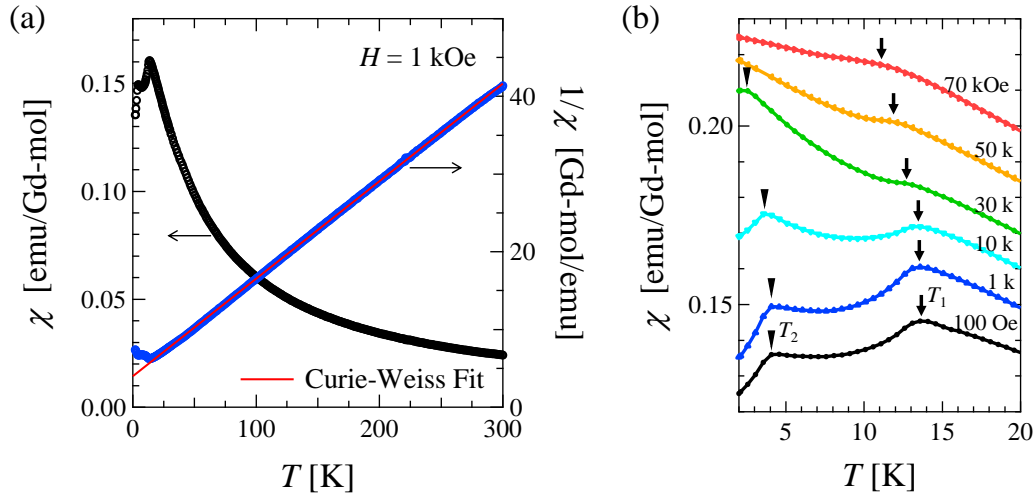 (a)
H = 1 kOe
χ [emu/Gd-mol]
0.15
0.10
0.05
0.00
1/χ [Gd-mol/emu]
40
20
0
Curie-Weiss Fit
0
100
200
300
T [K]
(b)
χ [emu/Gd-mol]
0.20
0.15
70 kOe
50 k
30 k
10 k
1 k
T1
100 Oe
T2
5
10
15
20
T [K]